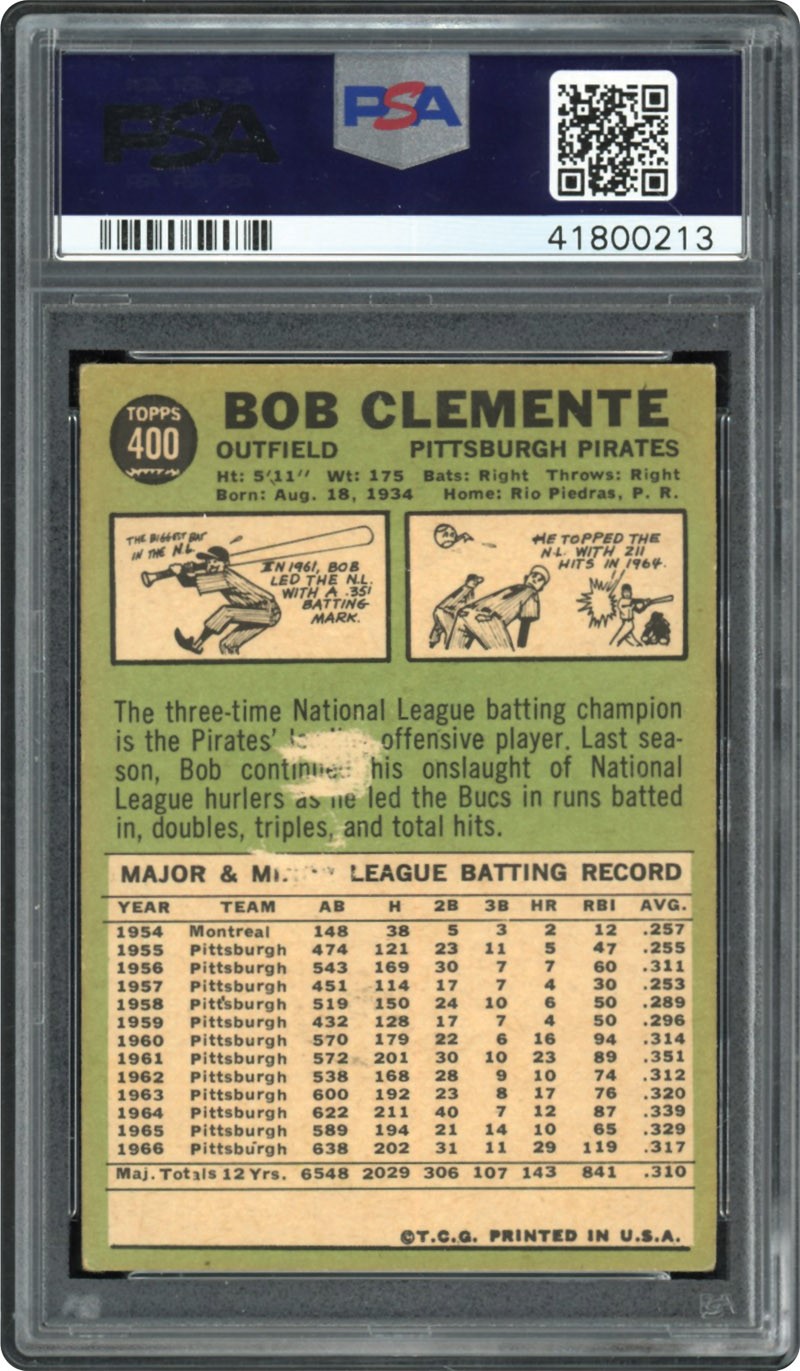 PSA
PSA
41800213
TOPPS
400
BOB CLEMENTE
OUTFIELD PITTSBURGH PIRATES
Ht: 5'11" Wt: 175 Bats: Right Throws: Right
Born: Aug. 18, 1934 Home: Rio Piedras, P. R.
THE BIGGEST BAT
IN THE N.L.
IN 1961, BOB
LED THE N.L.
WITH A .351
BATTING
MARK.
HE TOPPED THE
N.L. WITH 211
HITS IN 1964.
The three-time National League batting champion
is the Pirates' offensive player. Last sea-
son, Bob continued his onslaught of National
League hurlers as he led the Bucs in runs batted
in, doubles, triples, and total hits.
MAJOR & LEAGUE BATTING RECORD
YEAR TEAM AB H 2B 3B HR RBI AVG.
1954 Montreal 148 38 5 3 2 12 .257
1955 Pittsburgh 474 121 23 11 5 47 .255
1956 Pittsburgh 543 169 30 7 7 60 .311
1957 Pittsburgh 451 114 17 7 4 30 .253
1958 Pittsburgh 519 150 24 10 6 50 .289
1959 Pittsburgh 432 128 17 7 4 50 .296
1960 Pittsburgh 570 179 22 6 16 94 .314
1961 Pittsburgh 572 201 30 10 23 89 .351
1962 Pittsburgh 538 168 28 9 10 74 .312
1963 Pittsburgh 600 192 23 8 17 76 .320
1964 Pittsburgh 622 211 40 7 12 87 .339
1965 Pittsburgh 589 194 21 14 10 65 .329
1966 Pittsburgh 638 202 31 11 29 119 .317
Maj. Totals 12 Yrs. 6548 2029 306 107 143 841 .310
©T.C.G. PRINTED IN U.S.A.
PSA